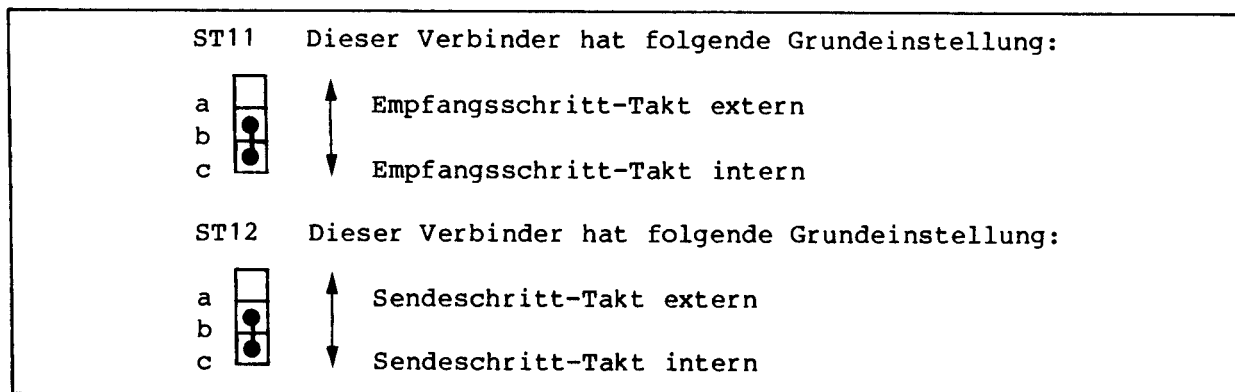 ST11 Dieser Verbinder hat folgende Grundeinstellung:
a Empfangsschritt-Takt extern
b
c Empfangsschritt-Takt intern
ST12 Dieser Verbinder hat folgende Grundeinstellung:
a Sendeschritt-Takt extern
b
c Sendeschritt-Takt intern